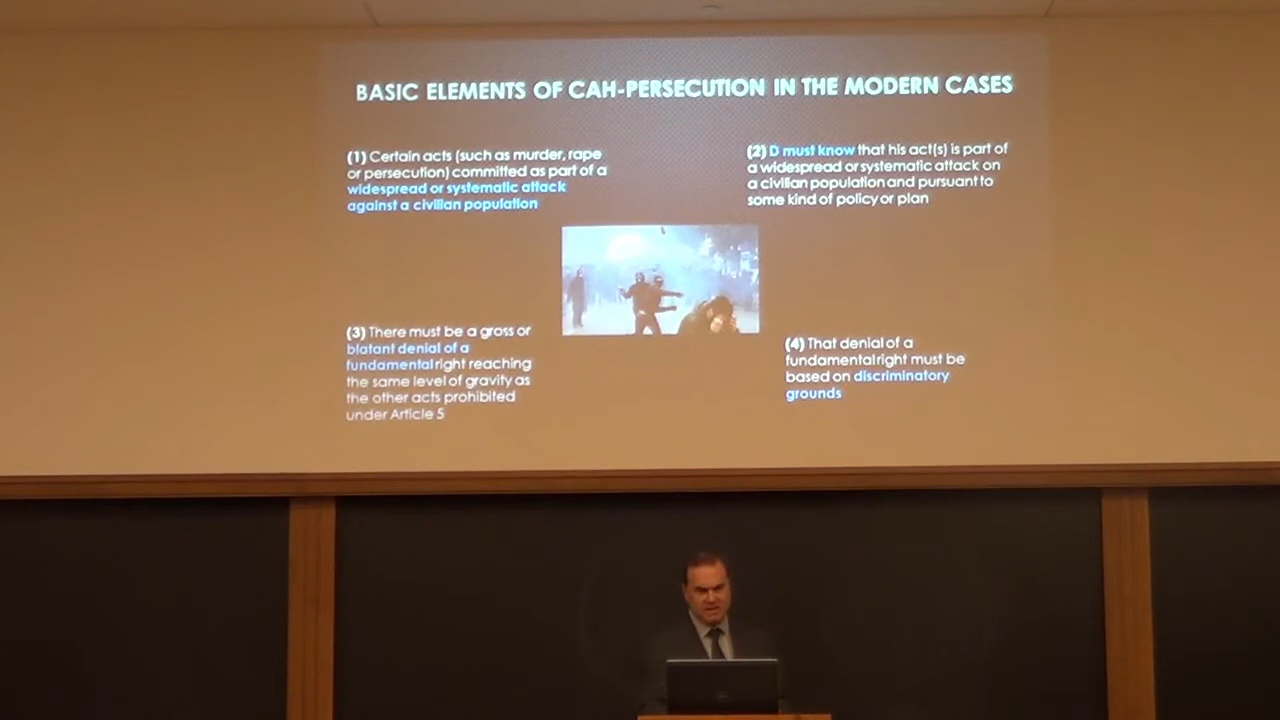 BASIC ELEMENTS OF CAH-PERSECUTION IN THE MODERN CASES
(1) Certain acts (such as murder, rape
or persecution) committed as part of a
widespread or systematic attack
against a civilian population
(2) D must know that his act(s) is part of
a widespread or systematic attack on
a civilian population and pursuant to
some kind of policy or plan
(3) There must be a gross or
blatant denial of a
fundamental right reaching
the same level of gravity as
the other acts prohibited
under Article 5
(4) That denial of a
fundamental right must be
based on discriminatory
grounds